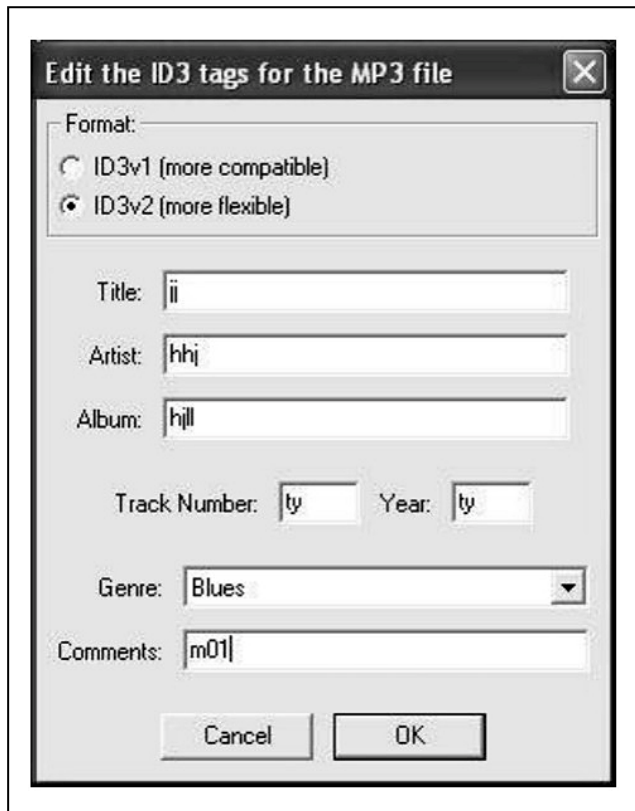 Edit the ID3 tags for the MP3 file
Format:
ID3v1 (more compatible)
ID3v2 (more flexible)
Title: jj
Artist: hhj
Album: hjll
Track Number: ty Year: ty
Genre: Blues
Comments: m01
Cancel OK